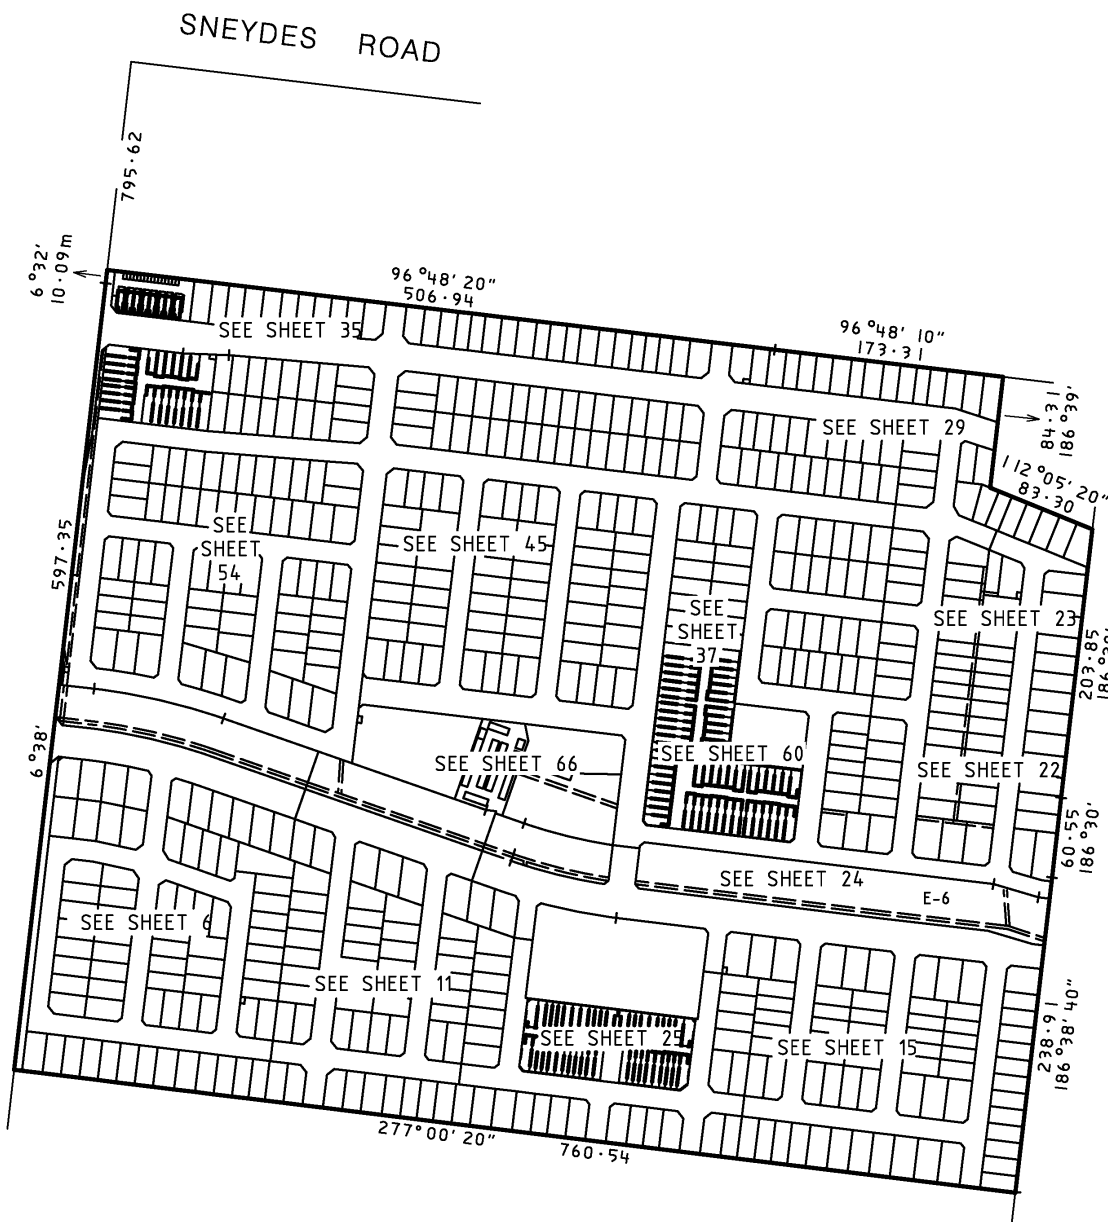 SNEYDES ROAD
795·62
6°32'
10·09m
96°48'20"
506·94
96°48'10"
173·31
SEE SHEET 35
84·31
186°39'
SEE SHEET 29
112°05'20"
83·30
SEE
SHEET
54
SEE SHEET 45
597·35
SEE
SHEET
37
SEE SHEET 23
203·85
6°38'
SEE SHEET 66
SEE SHEET 60
SEE SHEET 22
60·55
186°30'
SEE SHEET 24
E-6
SEE SHEET 6
SEE SHEET 11
SEE SHEET 25
SEE SHEET 15
238·91
186°38'40"
277°00'20"
760·54